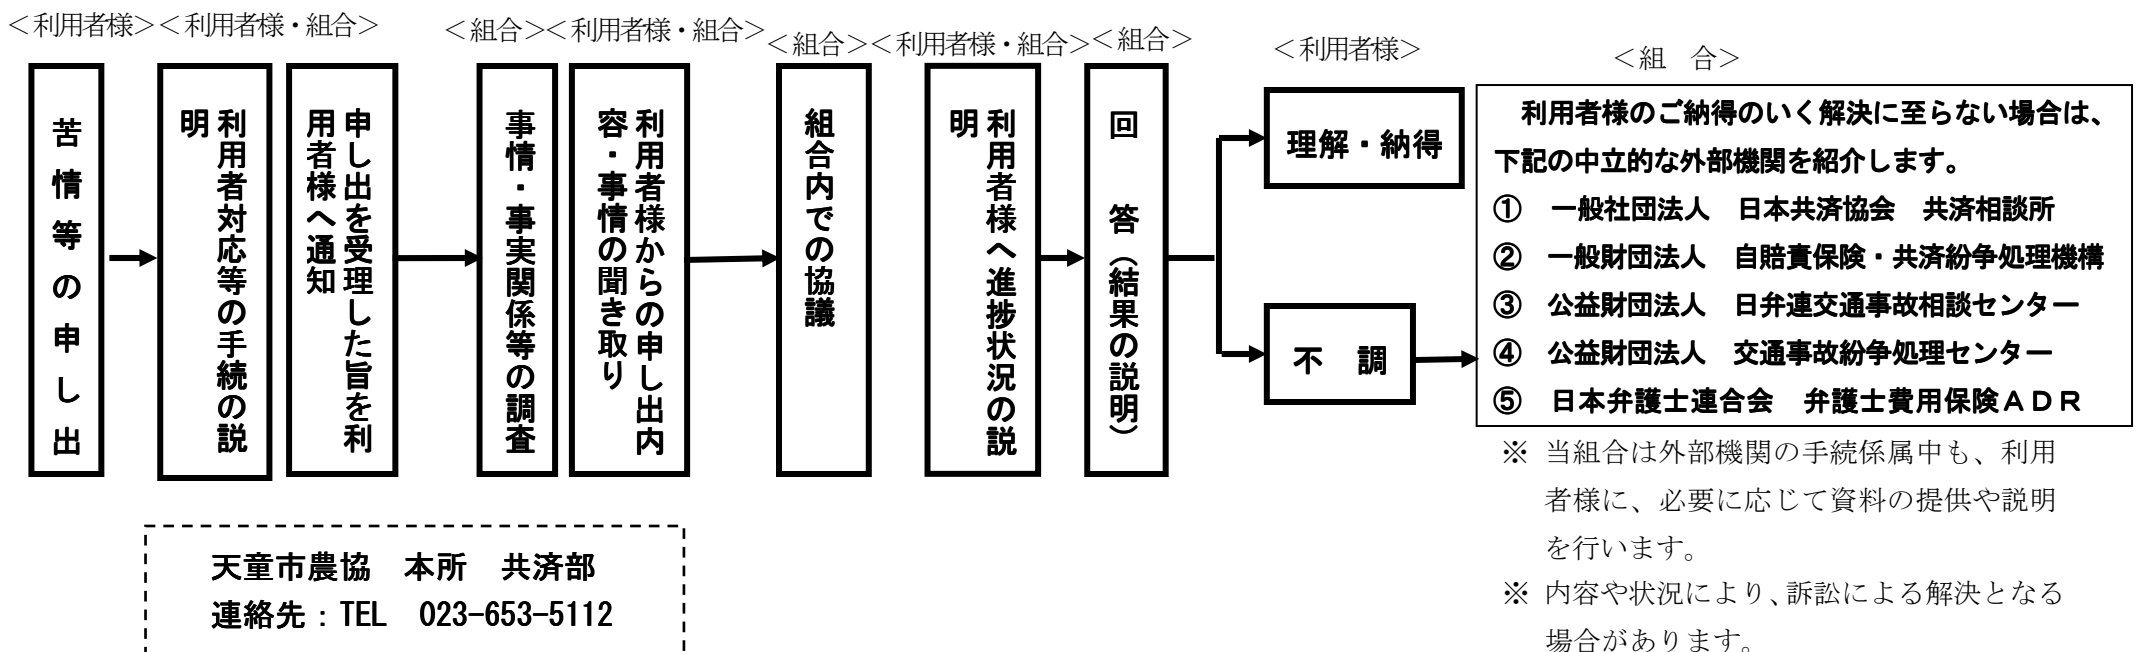 ＜利用者様＞＜利用者様・組合＞
＜組合＞＜利用者様・組合＞
＜組合＞＜利用者様・組合＞＜組合＞
＜利用者様＞
＜組　合＞
苦情等の申し出
利用者対応等の手続の説
明
申し出を受理した旨を利
用者様へ通知
事情・事実関係等の調査
利用者様からの申し出内
容・事情の聞き取り
組合内での協議
利用者様へ進捗状況の説
明
回　答（結果の説明）
理解・納得
不　調
利用者様のご納得のいく解決に至らない場合は、
下記の中立的な外部機関を紹介します。
①　一般社団法人　日本共済協会　共済相談所
②　一般財団法人　自賠責保険・共済紛争処理機構
③　公益財団法人　日弁連交通事故相談センター
④　公益財団法人　交通事故紛争処理センター
⑤　日本弁護士連合会　弁護士費用保険ＡＤＲ
※ 当組合は外部機関の手続係属中も、利用
者様に、必要に応じて資料の提供や説明
を行います。
※ 内容や状況により、訴訟による解決となる
場合があります。
天童市農協　本所　共済部
連絡先：TEL　023-653-5112